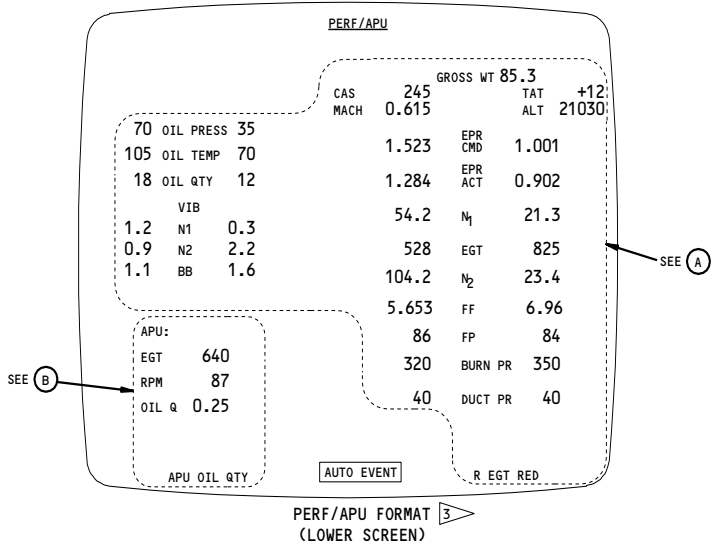 PERF/APU
GROSS WT 85.3
CAS 245 TAT +12
MACH 0.615 ALT 21030
70 OIL PRESS 35
105 OIL TEMP 70
18 OIL QTY 12
VIB
1.2 N1 0.3
0.9 N2 2.2
1.1 BB 1.6
1.523 EPR CMD 1.001
1.284 EPR ACT 0.902
54.2 N1 21.3
528 EGT 825
104.2 N2 23.4
5.653 FF 6.96
86 FP 84
320 BURN PR 350
40 DUCT PR 40
SEE A
APU:
EGT 640
RPM 87
OIL Q 0.25
SEE B
APU OIL QTY
AUTO EVENT
R EGT RED
PERF/APU FORMAT 3
(LOWER SCREEN)